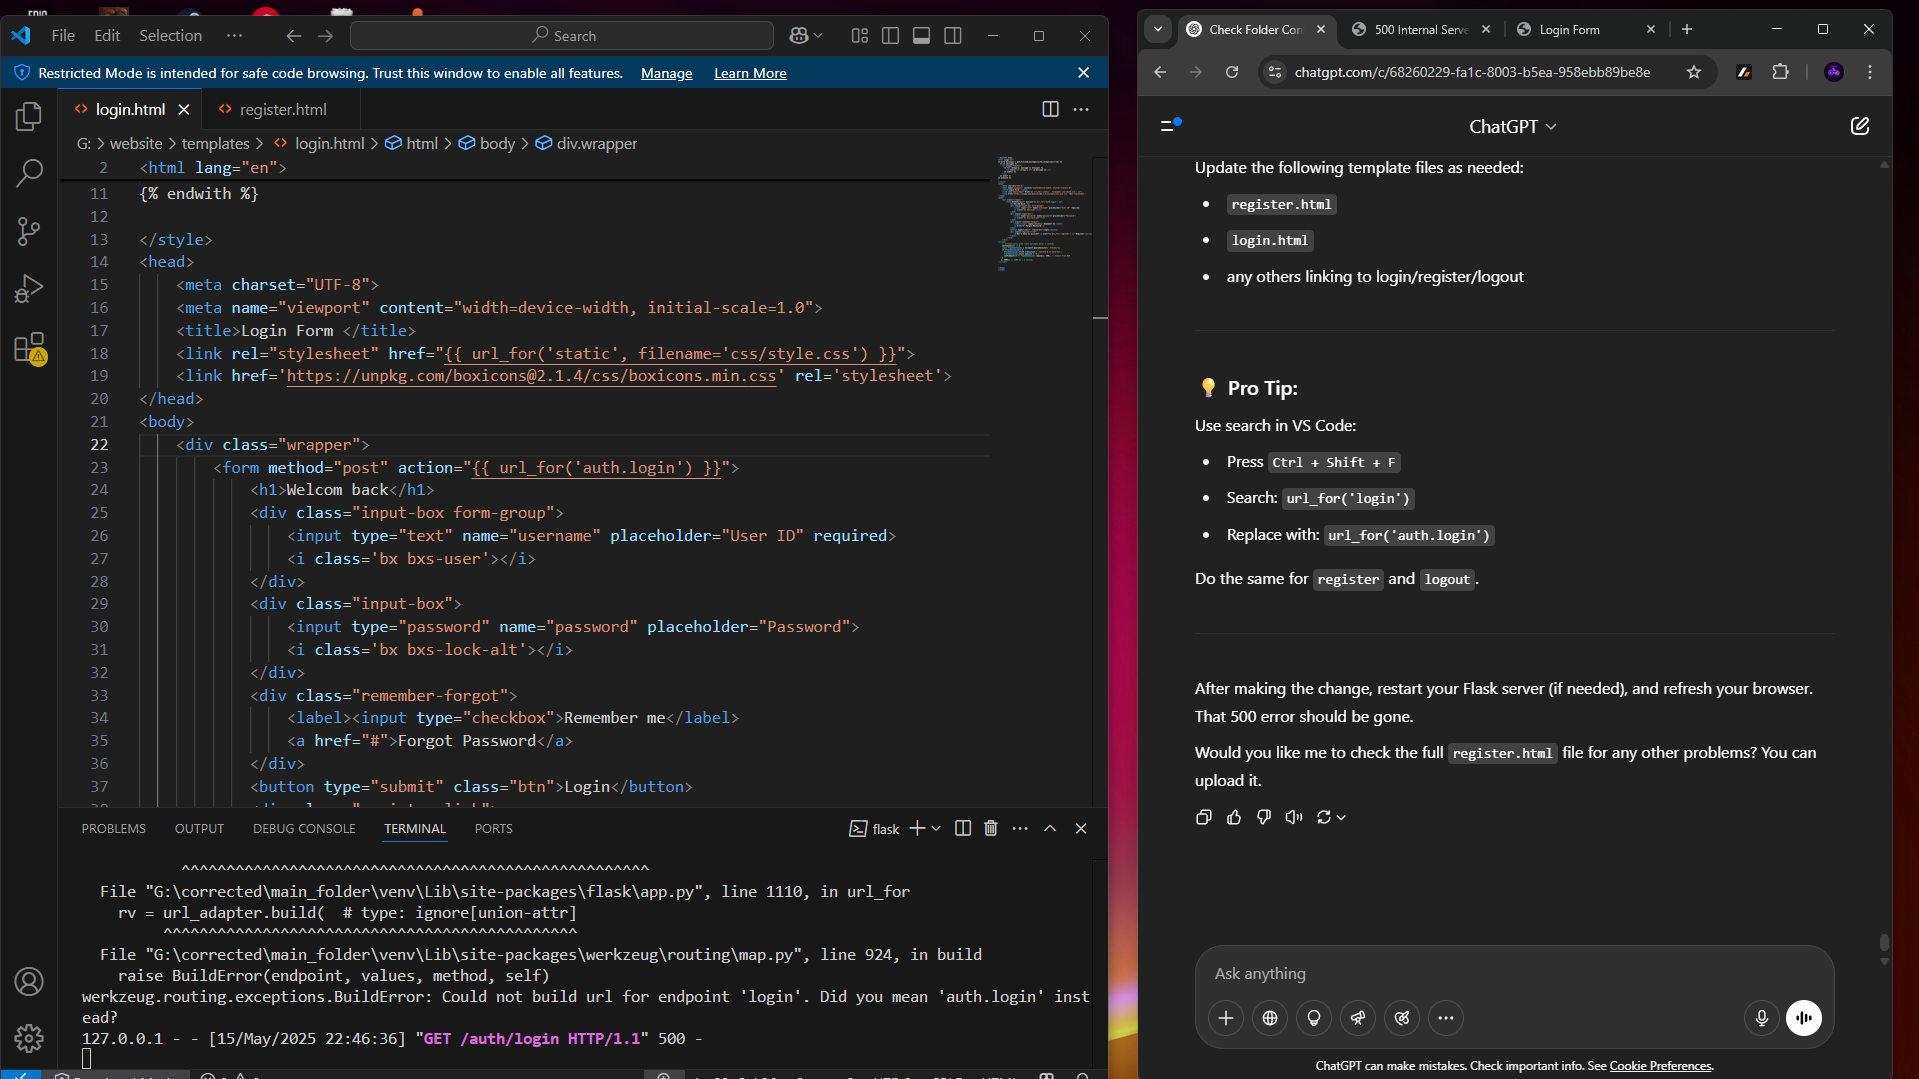 EPIC
File Edit Selection ··· Search
Restricted Mode is intended for safe code browsing. Trust this window to enable all features. Manage Learn More
login.html register.html
G: > website > templates > login.html > html > body > div.wrapper
2 <html lang="en">
11 {% endwith %}
12
13 </style>
14 <head>
15 <meta charset="UTF-8">
16 <meta name="viewport" content="width=device-width, initial-scale=1.0">
17 <title>Login Form </title>
18 <link rel="stylesheet" href="{{ url_for('static', filename='css/style.css') }}">
19 <link href='https://unpkg.com/boxicons@2.1.4/css/boxicons.min.css' rel='stylesheet'>
20 </head>
21 <body>
22 <div class="wrapper">
23 <form method="post" action="{{ url_for('auth.login') }}">
24 <h1>Welcom back</h1>
25 <div class="input-box form-group">
26 <input type="text" name="username" placeholder="User ID" required>
27 <i class='bx bxs-user'></i>
28 </div>
29 <div class="input-box">
30 <input type="password" name="password" placeholder="Password">
31 <i class='bx bxs-lock-alt'></i>
32 </div>
33 <div class="remember-forgot">
34 <label><input type="checkbox">Remember me</label>
35 <a href="#">Forgot Password</a>
36 </div>
37 <button type="submit" class="btn">Login</button>
PROBLEMS OUTPUT DEBUG CONSOLE TERMINAL PORTS flask
^^^^^^^^^^^^^^^^^^^^^^^^^^^^^^^^^^^^^^^^^^^^^^^^^^^^
File "G:\corrected\main_folder\venv\Lib\site-packages\flask\app.py", line 1110, in url_for
rv = url_adapter.build( # type: ignore[union-attr]
^^^^^^^^^^^^^^^^^^^^^^^^^^^^^^^^^^^^^^^^^^^^^^
File "G:\corrected\main_folder\venv\Lib\site-packages\werkzeug\routing\map.py", line 924, in build
raise BuildError(endpoint, values, method, self)
werkzeug.routing.exceptions.BuildError: Could not build url for endpoint 'login'. Did you mean 'auth.login' inst
ead?
127.0.0.1 - - [15/May/2025 22:46:36] "GET /auth/login HTTP/1.1" 500 -
Check Folder Con 500 Internal Serve Login Form
chatgpt.com/c/68260229-fa1c-8003-b5ea-958ebb89be8e
ChatGPT
Update the following template files as needed:
• register.html
• login.html
• any others linking to login/register/logout
💡 Pro Tip:
Use search in VS Code:
• Press Ctrl + Shift + F
• Search: url_for('login')
• Replace with: url_for('auth.login')
Do the same for register and logout.
After making the change, restart your Flask server (if needed), and refresh your browser.
That 500 error should be gone.
Would you like me to check the full register.html file for any other problems? You can
upload it.
Ask anything
ChatGPT can make mistakes. Check important info. See Cookie Preferences.